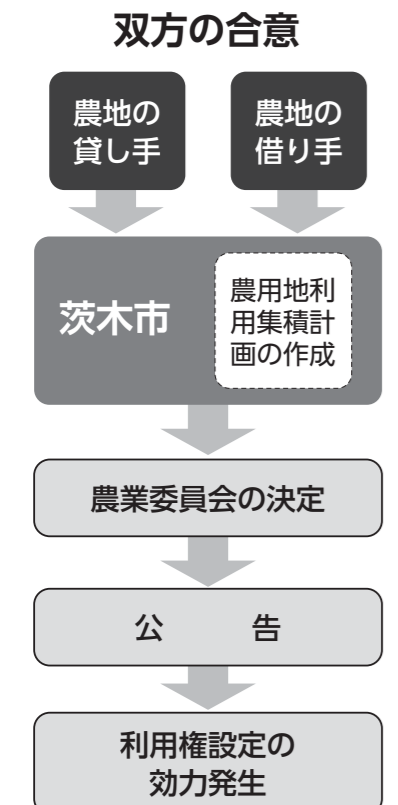 双方の合意
農地の
貸し手
農地の
借り手
茨木市
農用地利
用集積計
画の作成
農業委員会の決定
公　告
利用権設定の
効力発生